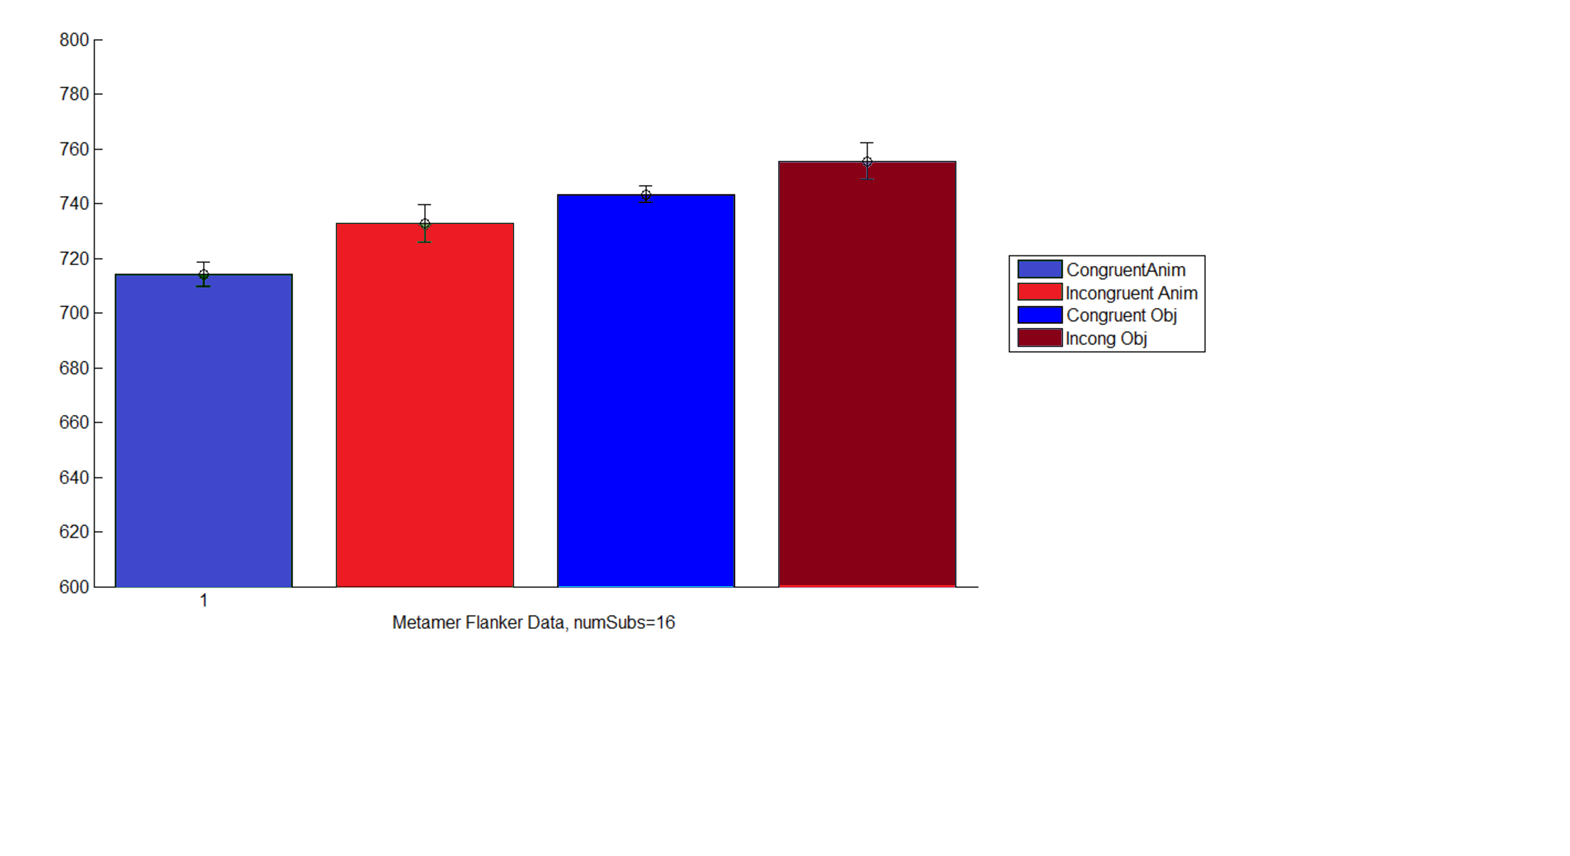 800
780
760
740
720
700
680
660
640
620
600
1
Metamer Flanker Data, numSubs=16
CongruentAnim
Incongruent Anim
Congruent Obj
Incong Obj